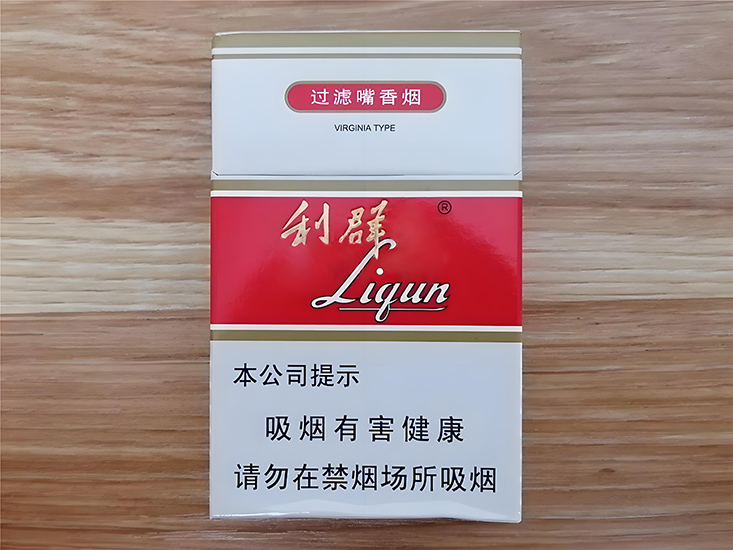 过滤嘴香烟
VIRGINIA TYPE
利群®
Liqun
本公司提示
吸烟有害健康
请勿在禁烟场所吸烟